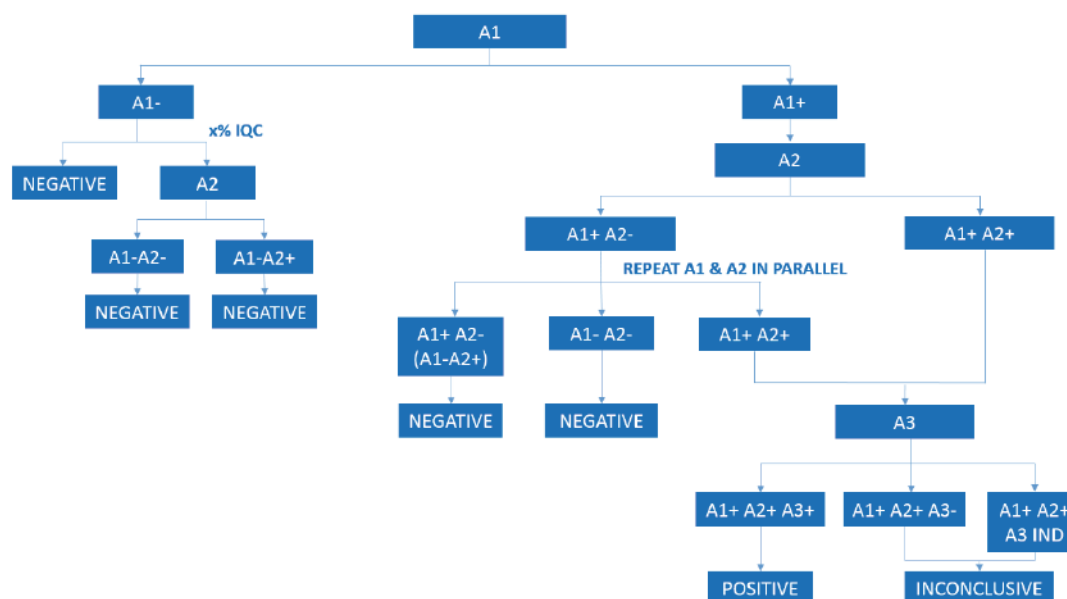 A1
A1-
A1+
x% IQC
NEGATIVE
A2
A2
A1-A2-
A1-A2+
NEGATIVE
NEGATIVE
A1+ A2-
A1+ A2+
REPEAT A1 & A2 IN PARALLEL
A1+ A2-
(A1-A2+)
A1- A2-
A1+ A2+
NEGATIVE
NEGATIVE
A3
A1+ A2+ A3+
A1+ A2+ A3-
A1+ A2+
A3 IND
POSITIVE
INCONCLUSIVE